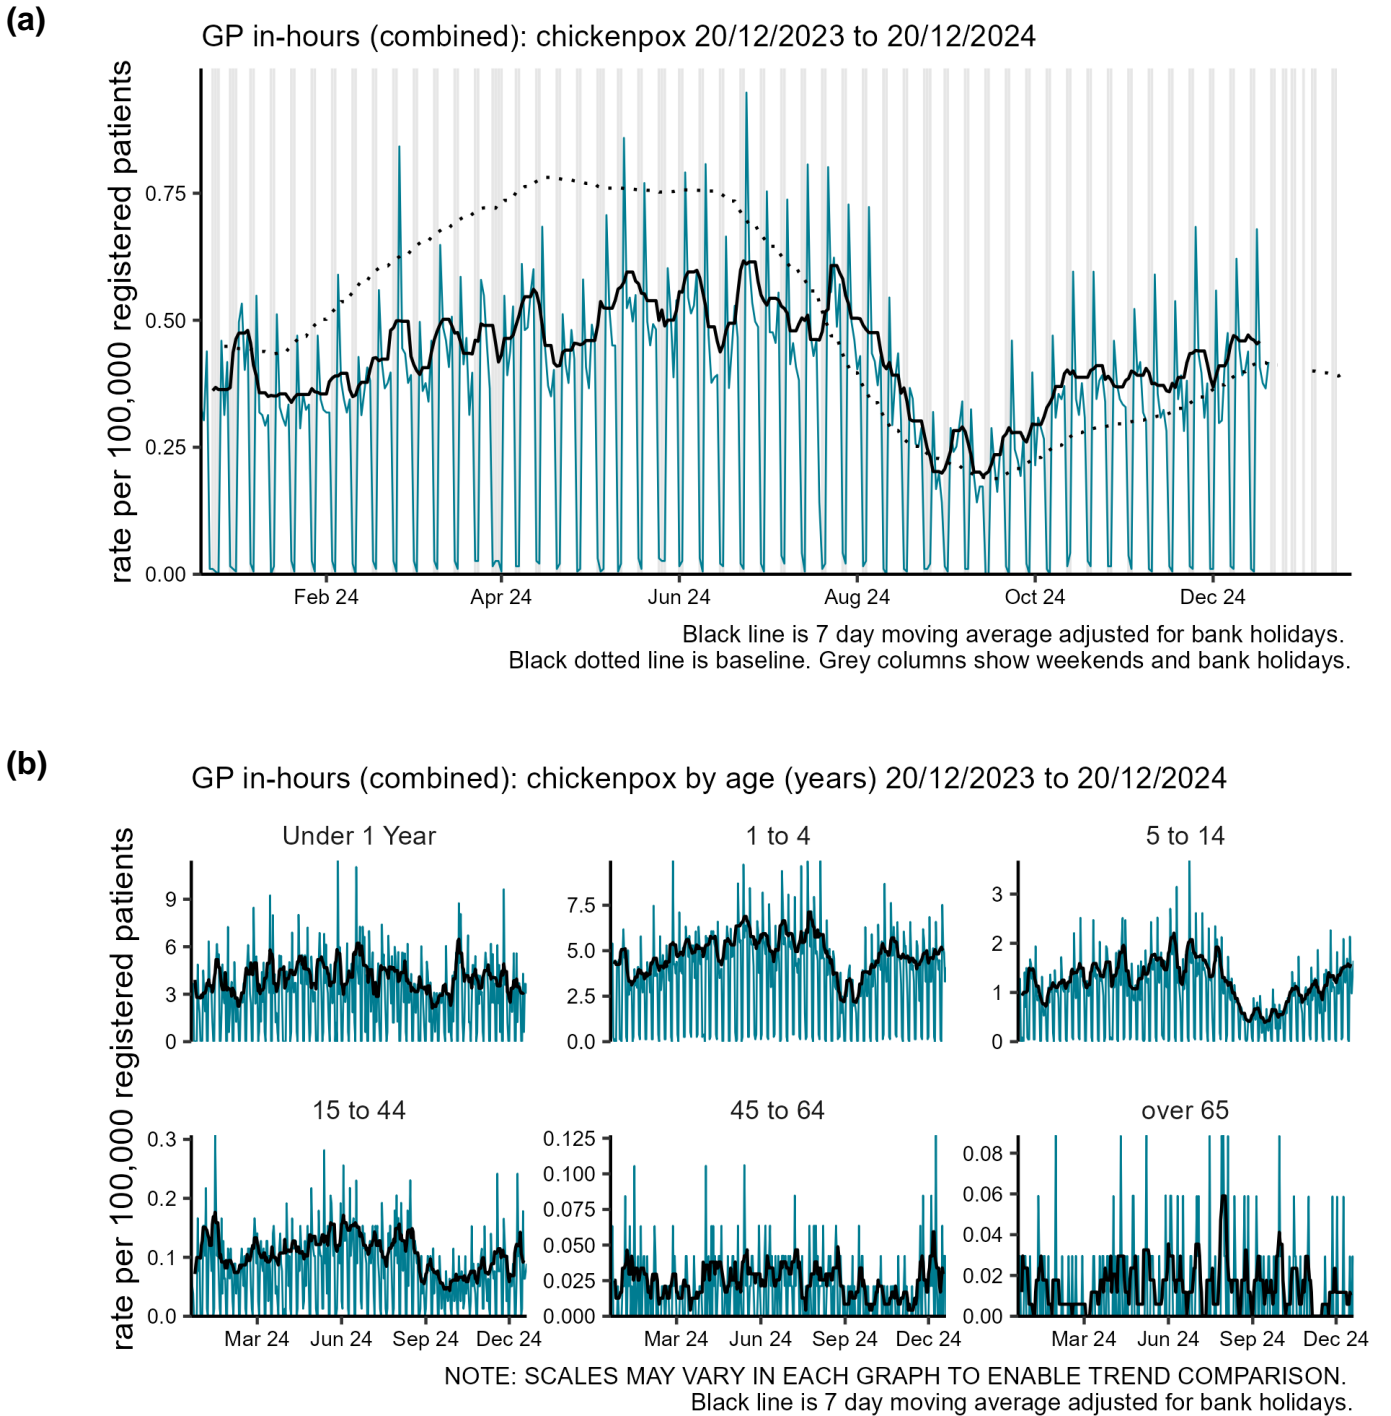 (a)
GP in-hours (combined): chickenpox 20/12/2023 to 20/12/2024
rate per 100,000 registered patients
0.75
0.50
0.25
0.00
Feb 24 Apr 24 Jun 24 Aug 24 Oct 24 Dec 24
Black line is 7 day moving average adjusted for bank holidays.
Black dotted line is baseline. Grey columns show weekends and bank holidays.
(b)
GP in-hours (combined): chickenpox by age (years) 20/12/2023 to 20/12/2024
rate per 100,000 registered patients
Under 1 Year
9
6
3
0
1 to 4
7.5
5.0
2.5
0.0
5 to 14
3
2
1
0
15 to 44
0.3
0.2
0.1
0.0
Mar 24 Jun 24 Sep 24 Dec 24
45 to 64
0.125
0.100
0.075
0.050
0.025
0.000
Mar 24 Jun 24 Sep 24 Dec 24
over 65
0.08
0.06
0.04
0.02
0.00
Mar 24 Jun 24 Sep 24 Dec 24
NOTE: SCALES MAY VARY IN EACH GRAPH TO ENABLE TREND COMPARISON.
Black line is 7 day moving average adjusted for bank holidays.